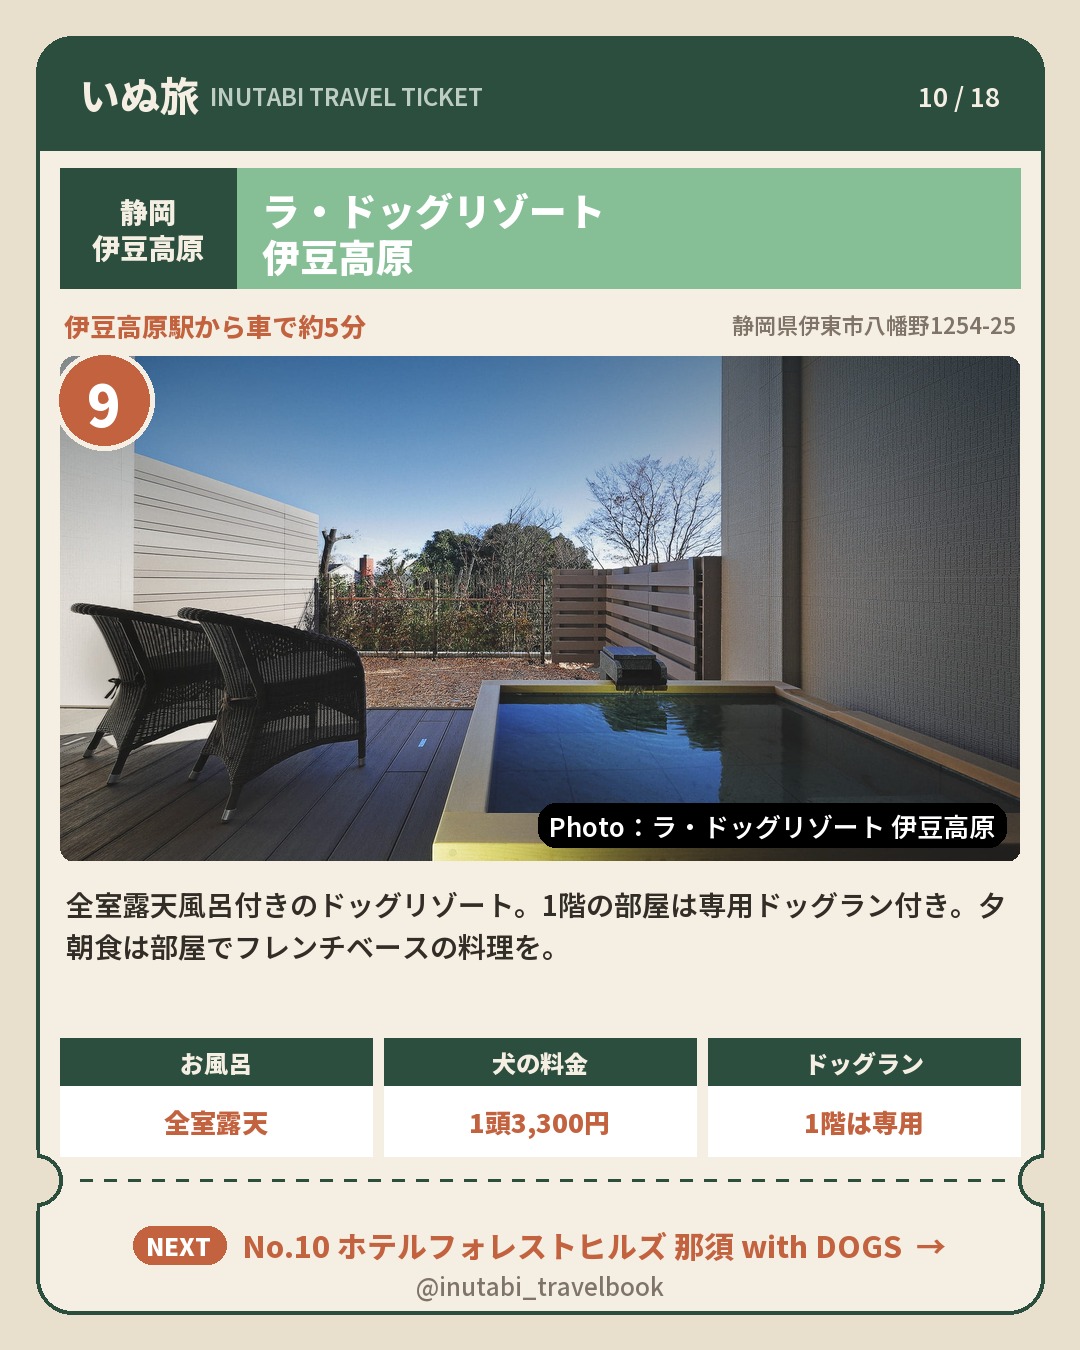 いぬ旅 INUTABI TRAVEL TICKET
10 / 18
静岡
伊豆高原
ラ・ドッグリゾート
伊豆高原
伊豆高原駅から車で約5分
静岡県伊東市八幡野1254-25
9
Photo：ラ・ドッグリゾート 伊豆高原
全室露天風呂付きのドッグリゾート。1階の部屋は専用ドッグラン付き。夕
朝食は部屋でフレンチベースの料理を。
お風呂
全室露天
犬の料金
1頭3,300円
ドッグラン
1階は専用
NEXT No.10 ホテルフォレストヒルズ 那須 with DOGS →
@inutabi_travelbook